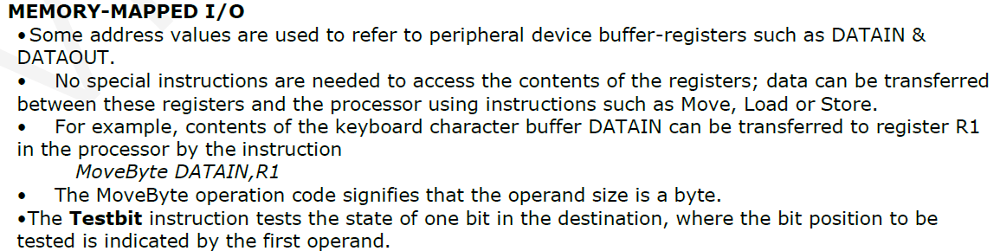 MEMORY-MAPPED I/O
•Some address values are used to refer to peripheral device buffer-registers such as DATAIN &
DATAOUT.
• No special instructions are needed to access the contents of the registers; data can be transferred
between these registers and the processor using instructions such as Move, Load or Store.
• For example, contents of the keyboard character buffer DATAIN can be transferred to register R1
in the processor by the instruction
MoveByte DATAIN,R1
• The MoveByte operation code signifies that the operand size is a byte.
•The Testbit instruction tests the state of one bit in the destination, where the bit position to be
tested is indicated by the first operand.